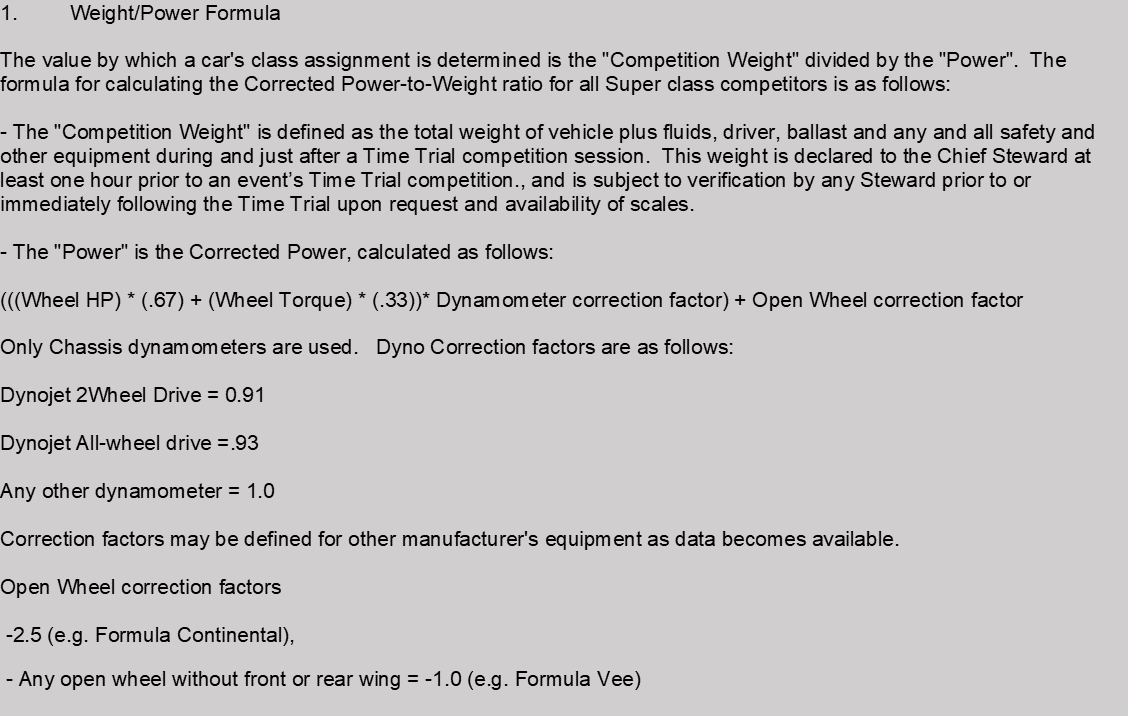 1. Weight/Power Formula
The value by which a car's class assignment is determined is the "Competition Weight" divided by the "Power". The
formula for calculating the Corrected Power-to-Weight ratio for all Super class competitors is as follows:
- The "Competition Weight" is defined as the total weight of vehicle plus fluids, driver, ballast and any and all safety and
other equipment during and just after a Time Trial competition session. This weight is declared to the Chief Steward at
least one hour prior to an event’s Time Trial competition., and is subject to verification by any Steward prior to or
immediately following the Time Trial upon request and availability of scales.
- The "Power" is the Corrected Power, calculated as follows:
(((Wheel HP) * (.67) + (Wheel Torque) * (.33))* Dynamometer correction factor) + Open Wheel correction factor
Only Chassis dynamometers are used. Dyno Correction factors are as follows:
Dynojet 2Wheel Drive = 0.91
Dynojet All-wheel drive =.93
Any other dynamometer = 1.0
Correction factors may be defined for other manufacturer's equipment as data becomes available.
Open Wheel correction factors
-2.5 (e.g. Formula Continental),
- Any open wheel without front or rear wing = -1.0 (e.g. Formula Vee)